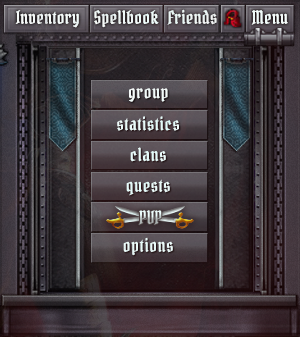 Inventory Spellbook Friends R Menu
group
statistics
clans
quests
pvp
options